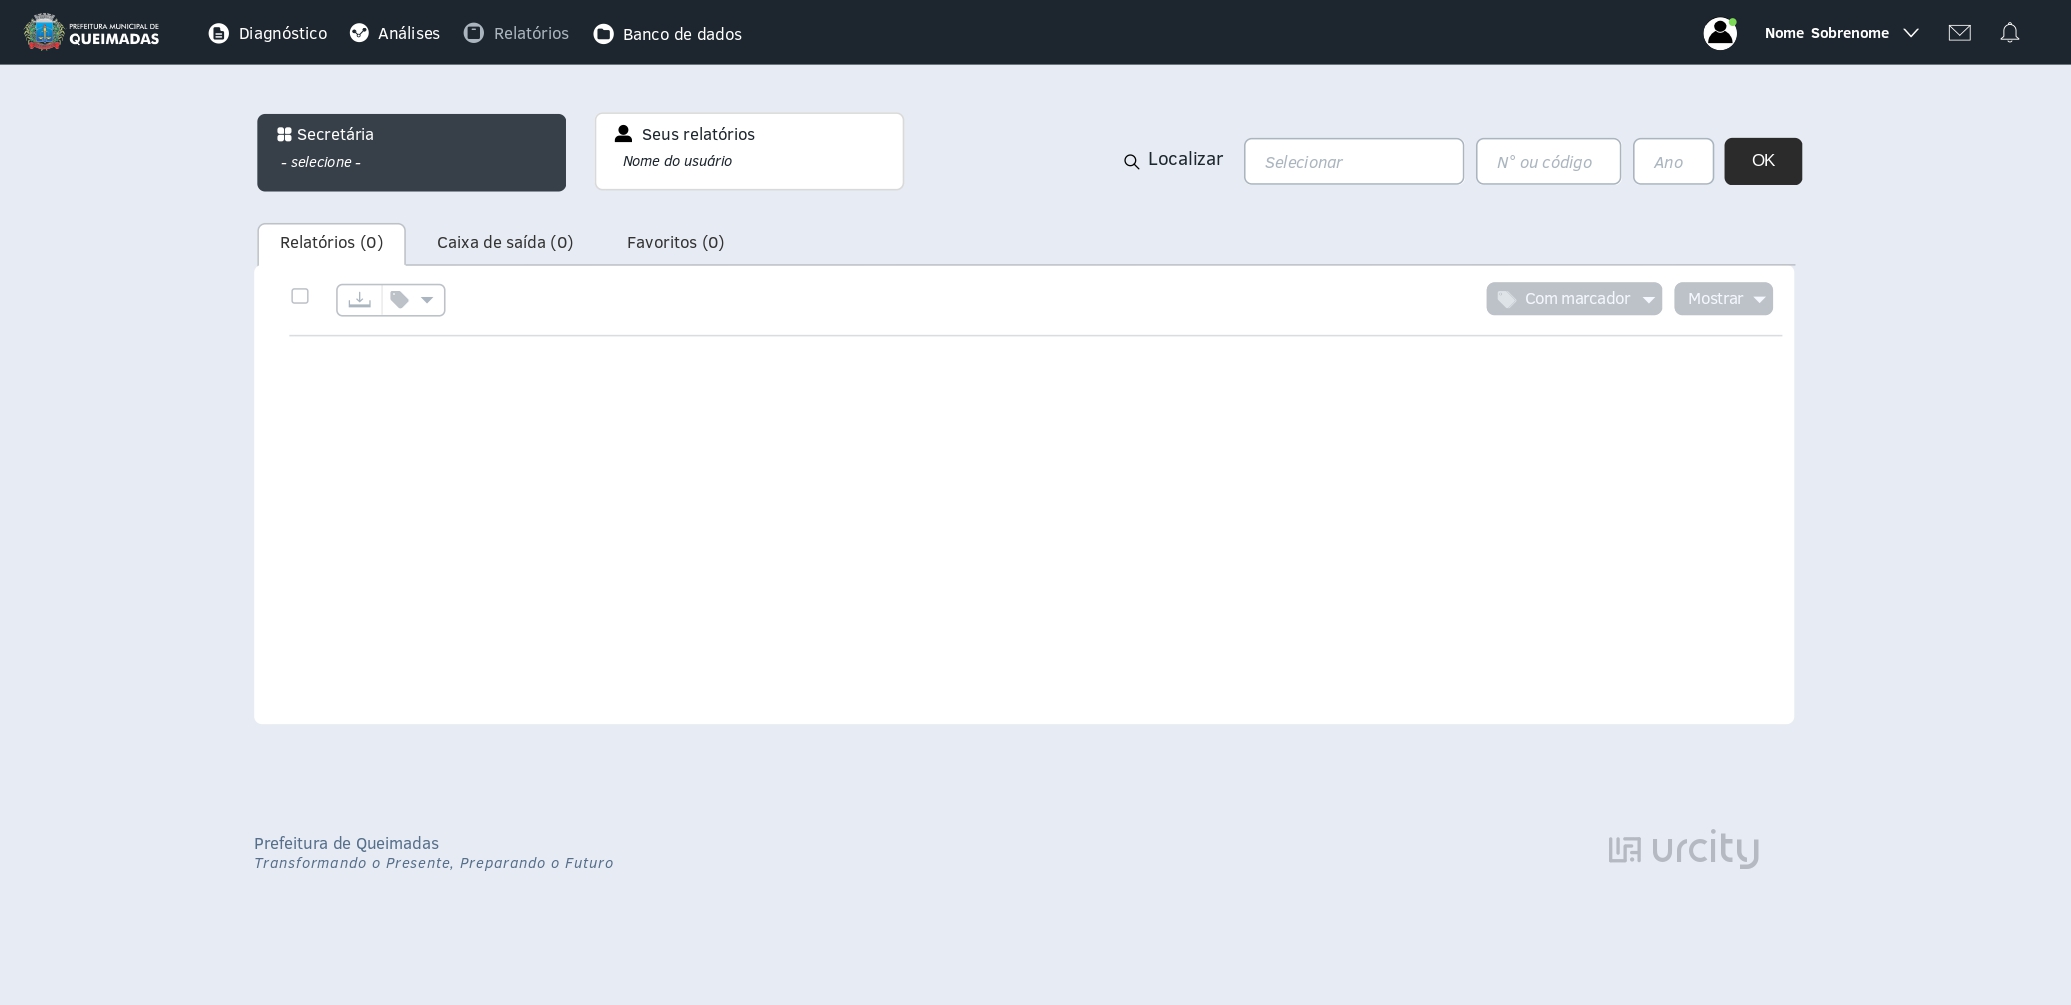 PREFEITURA MUNICIPAL DE
QUEIMADAS
Diagnóstico
Análises
Relatórios
Banco de dados
Nome Sobrenome
Secretária
- selecione -
Seus relatórios
Nome do usuário
Localizar
Selecionar
N° ou código
Ano
OK
Relatórios (0)
Caixa de saída (0)
Favoritos (0)
Com marcador
Mostrar
Prefeitura de Queimadas
Transformando o Presente, Preparando o Futuro
urcity